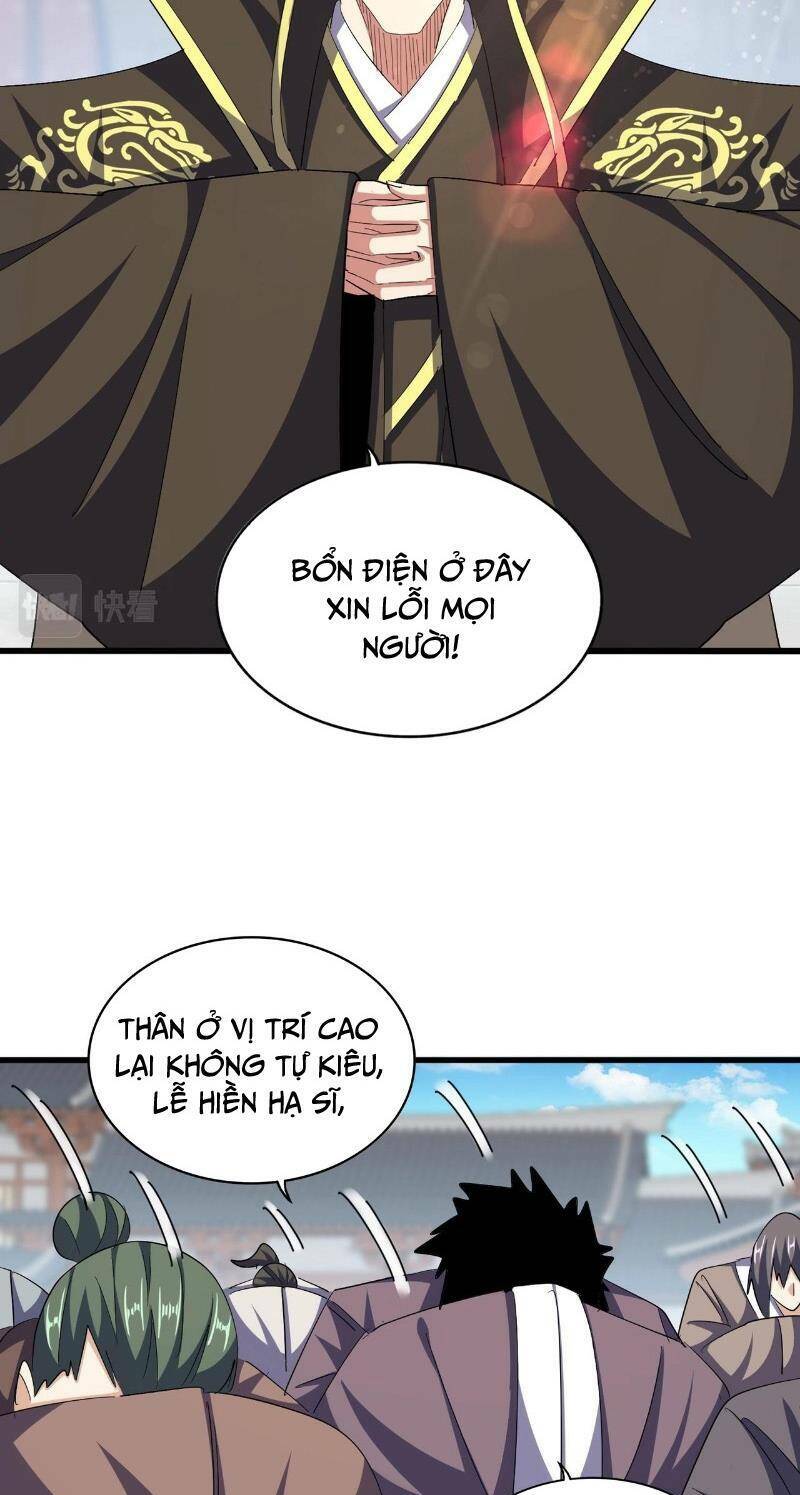 BỔN ĐIỆN Ở ĐÂY
XIN LỖI MỌI
NGƯỜI!
快看
THÂN Ở VỊ TRÍ CAO
LẠI KHÔNG TỰ KIÊU,
LỄ HIỀN HẠ SĨ,